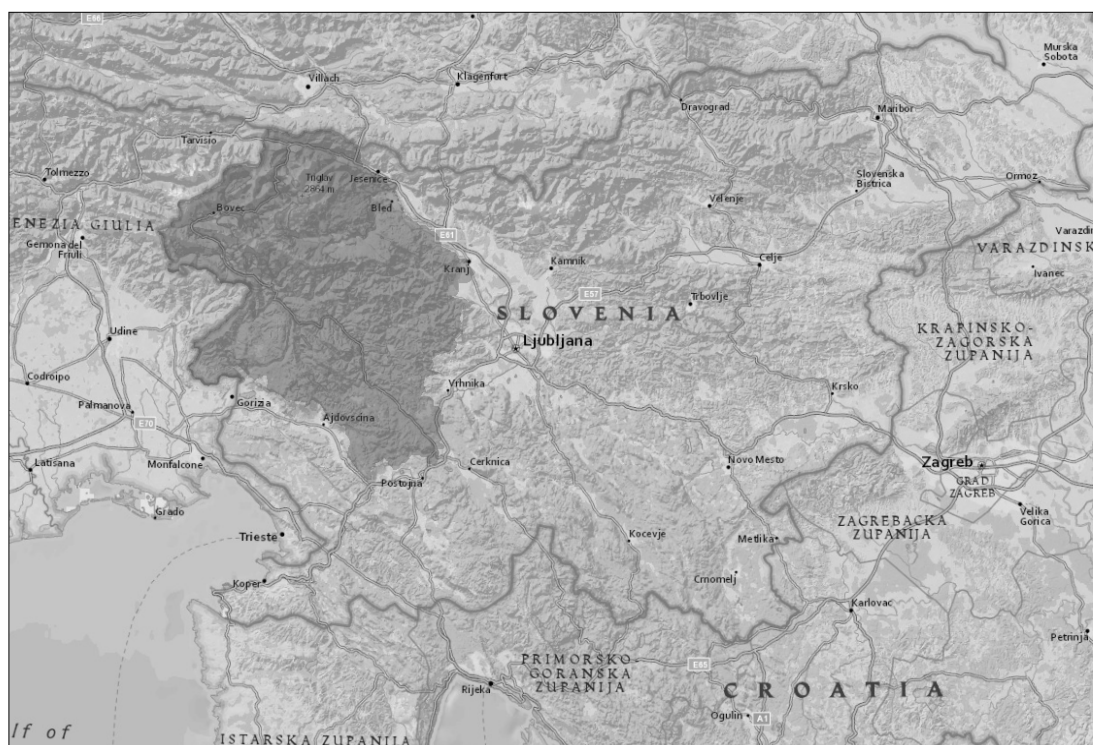 E66
Murska
Sobota
Villach
Klagenfurt
Dravograd
Maribor
Tarvisio
Tolmezzo
Triglav
2864 m
Jesenice
Slovenska
Bistrica
Ormoz
Bovec
Bled
Velenje
ENEZIA GIULIA
Gemona del
Friuli
E61
Varazdin
VARAZDINSK
Kranj
Kamnik
Celje
Ivanec
E57
Trbovlje
SLOVENIA
KRAPINSKO-
ZAGORSKA
ZUPANIJA
Udine
Ljubljana
Codroipo
Vrhnika
Krsko
Gorizia
Palmanova
E70
Ajdovscina
Latisana
Monfalcone
Cerknica
Novo Mesto
Zagreb
Postojna
GRAD
ZAGREB
Grado
Velika
Gorica
ZAGREBACKA
ZUPANIJA
Trieste
Kocevje
Metlika
Koper
Crnomelj
Karlovac
Petrinja
PRIMORSKO-
GORANSKA
ZUPANIJA
E65
Rijeka
CROATIA
Ogulin
A1
lf of
ISTARSKA ZUPANIJA